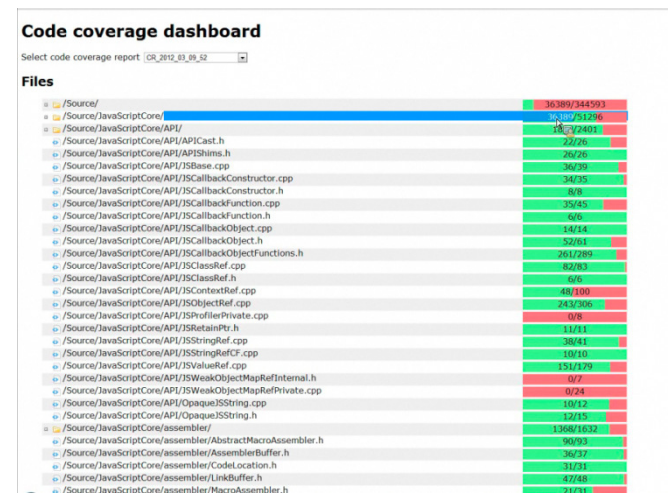 Code coverage dashboard
Select code coverage report CR_2012_03_09_52
Files
/Source/ 36389/344593
/Source/JavaScriptCore/ 36389/51296
/Source/JavaScriptCore/API/ /2401
/Source/JavaScriptCore/API/APICast.h 22/26
/Source/JavaScriptCore/API/APIShims.h 26/26
/Source/JavaScriptCore/API/JSBase.cpp 36/39
/Source/JavaScriptCore/API/JSCallbackConstructor.cpp 34/35
/Source/JavaScriptCore/API/JSCallbackConstructor.h 8/8
/Source/JavaScriptCore/API/JSCallbackFunction.cpp 35/45
/Source/JavaScriptCore/API/JSCallbackFunction.h 6/6
/Source/JavaScriptCore/API/JSCallbackObject.cpp 14/14
/Source/JavaScriptCore/API/JSCallbackObject.h 52/61
/Source/JavaScriptCore/API/JSCallbackObjectFunctions.h 261/289
/Source/JavaScriptCore/API/JSClassRef.cpp 82/83
/Source/JavaScriptCore/API/JSClassRef.h 6/6
/Source/JavaScriptCore/API/JSContextRef.cpp 48/100
/Source/JavaScriptCore/API/JSObjectRef.cpp 243/306
/Source/JavaScriptCore/API/JSProfilerPrivate.cpp 0/8
/Source/JavaScriptCore/API/JSRetainPtr.h 11/11
/Source/JavaScriptCore/API/JSStringRef.cpp 38/41
/Source/JavaScriptCore/API/JSStringRefCF.cpp 10/10
/Source/JavaScriptCore/API/JSValueRef.cpp 151/179
/Source/JavaScriptCore/API/JSWeakObjectMapRefInternal.h 0/7
/Source/JavaScriptCore/API/JSWeakObjectMapRefPrivate.cpp 0/24
/Source/JavaScriptCore/API/OpaqueJSString.cpp 10/12
/Source/JavaScriptCore/API/OpaqueJSString.h 12/15
/Source/JavaScriptCore/assembler/ 1368/1632
/Source/JavaScriptCore/assembler/AbstractMacroAssembler.h 90/93
/Source/JavaScriptCore/assembler/AssemblerBuffer.h 36/37
/Source/JavaScriptCore/assembler/CodeLocation.h 31/31
/Source/JavaScriptCore/assembler/LinkBuffer.h 47/48
/Source/JavaScriptCore/assembler/MacroAssembler.h 21/31